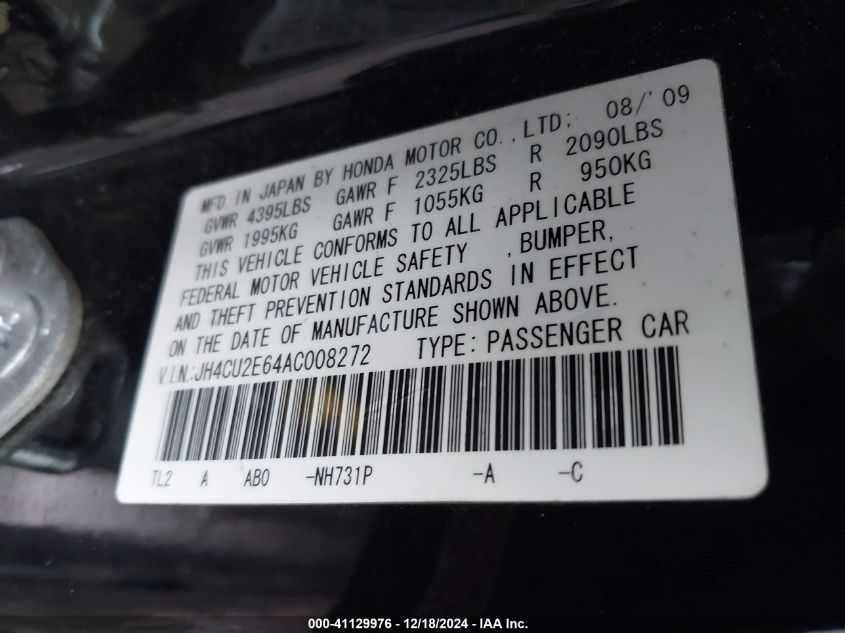 MFD. IN JAPAN BY HONDA MOTOR CO., LTD; 08/'09
GVWR 4395LBS GAWR F 2325LBS R 2090LBS
GVWR 1995KG GAWR F 1055KG R 950KG
THIS VEHICLE CONFORMS TO ALL APPLICABLE
FEDERAL MOTOR VEHICLE SAFETY , BUMPER,
AND THEFT PREVENTION STANDARDS IN EFFECT
ON THE DATE OF MANUFACTURE SHOWN ABOVE.
V.I.N.:JH4CU2E64AC008272 TYPE: PASSENGER CAR
TL2 A AB0 -NH731P -A -C
000-41129976 - 12/18/2024 - IAA Inc.